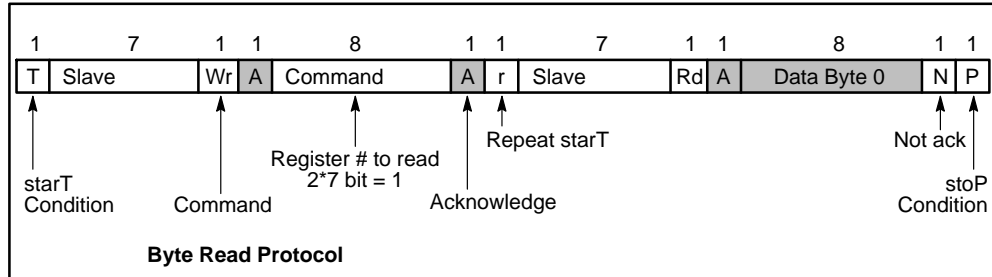 1 7 1 1 8 1 1 7 1 1 8 1 1
T Slave Wr A Command A r Slave Rd A Data Byte 0 N P
Repeat starT
Not ack
Register # to read
2*7 bit = 1
starT
Condition
Command
Acknowledge
stoP
Condition
Byte Read Protocol